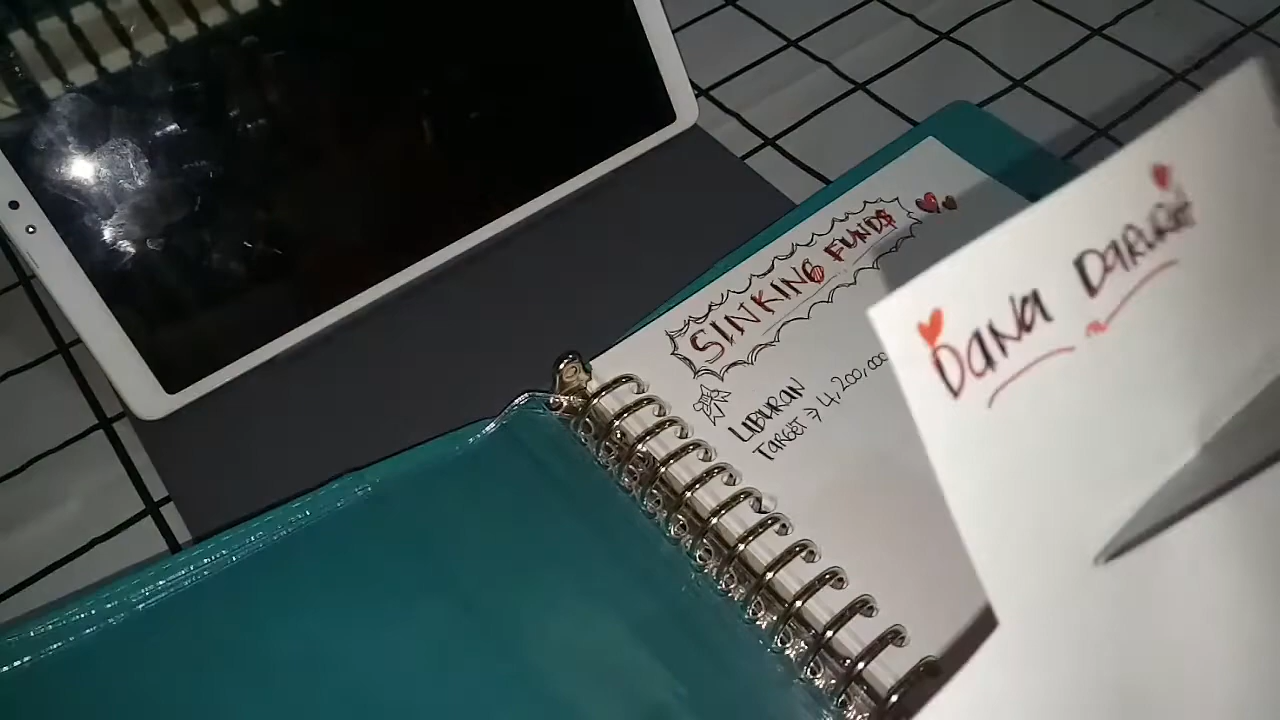 SINKING FUNDS
LIBURAN
TARGET → 4,200,000
DANA DARURAT